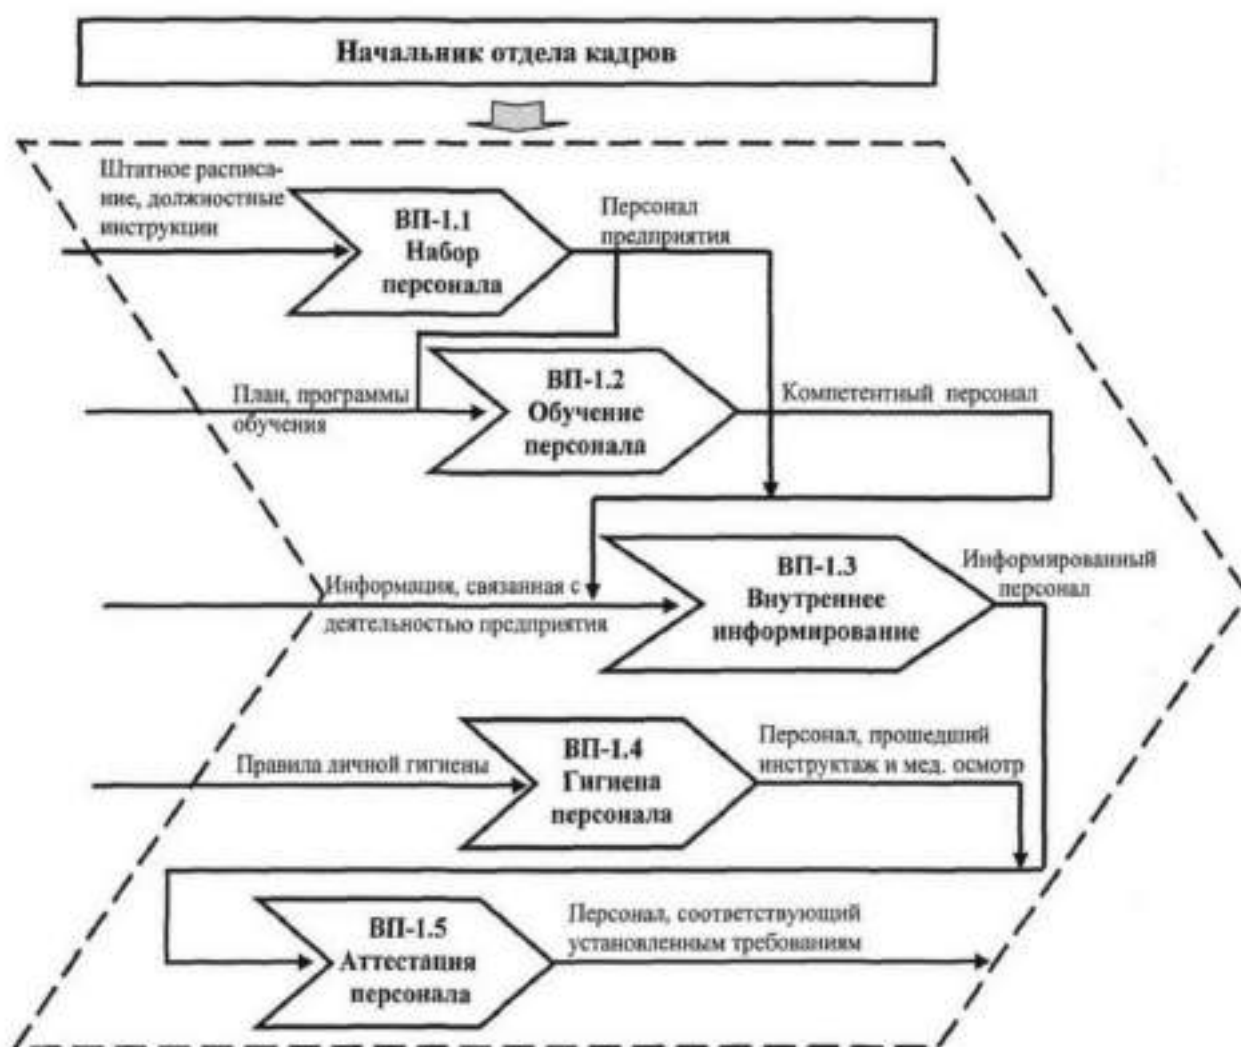 Начальник отдела кадров
Штатное расписа-
ние, должностные
инструкции
ВП-1.1
Набор
персонала
Персонал
предприятия
План, программы
обучения
ВП-1.2
Обучение
персонала
Компетентный персонал
Информация, связанная с
деятельностью предприятия
ВП-1.3
Внутреннее
информирование
Информированный
персонал
Правила личной гигиены
ВП-1.4
Гигиена
персонала
Персонал, прошедший
инструктаж и мед. осмотр
ВП-1.5
Аттестация
персонала
Персонал, соответствующий
установленным требованиям